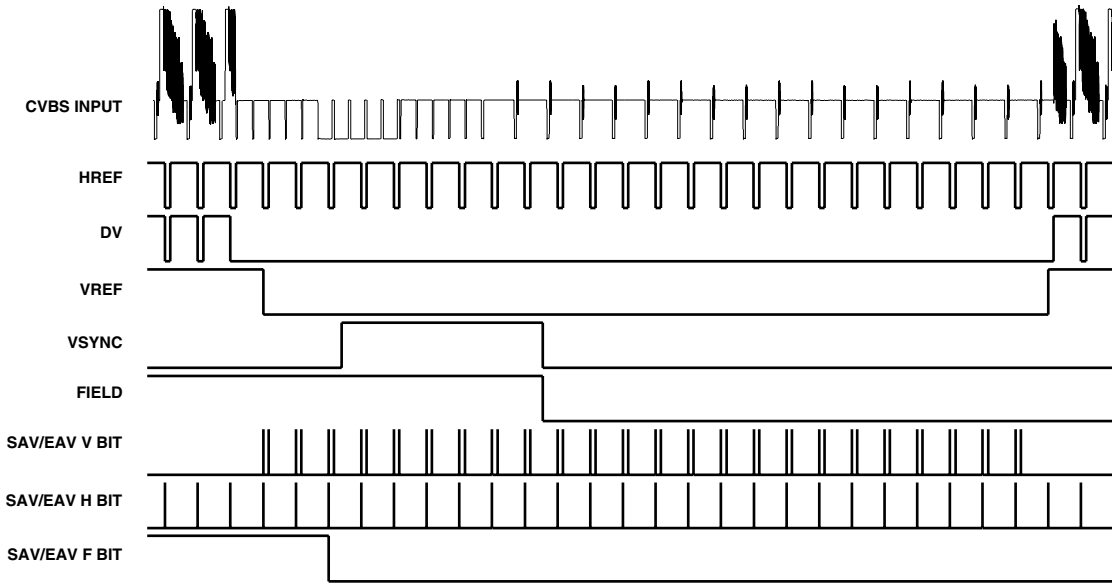 CVBS INPUT
HREF
DV
VREF
VSYNC
FIELD
SAV/EAV V BIT
SAV/EAV H BIT
SAV/EAV F BIT